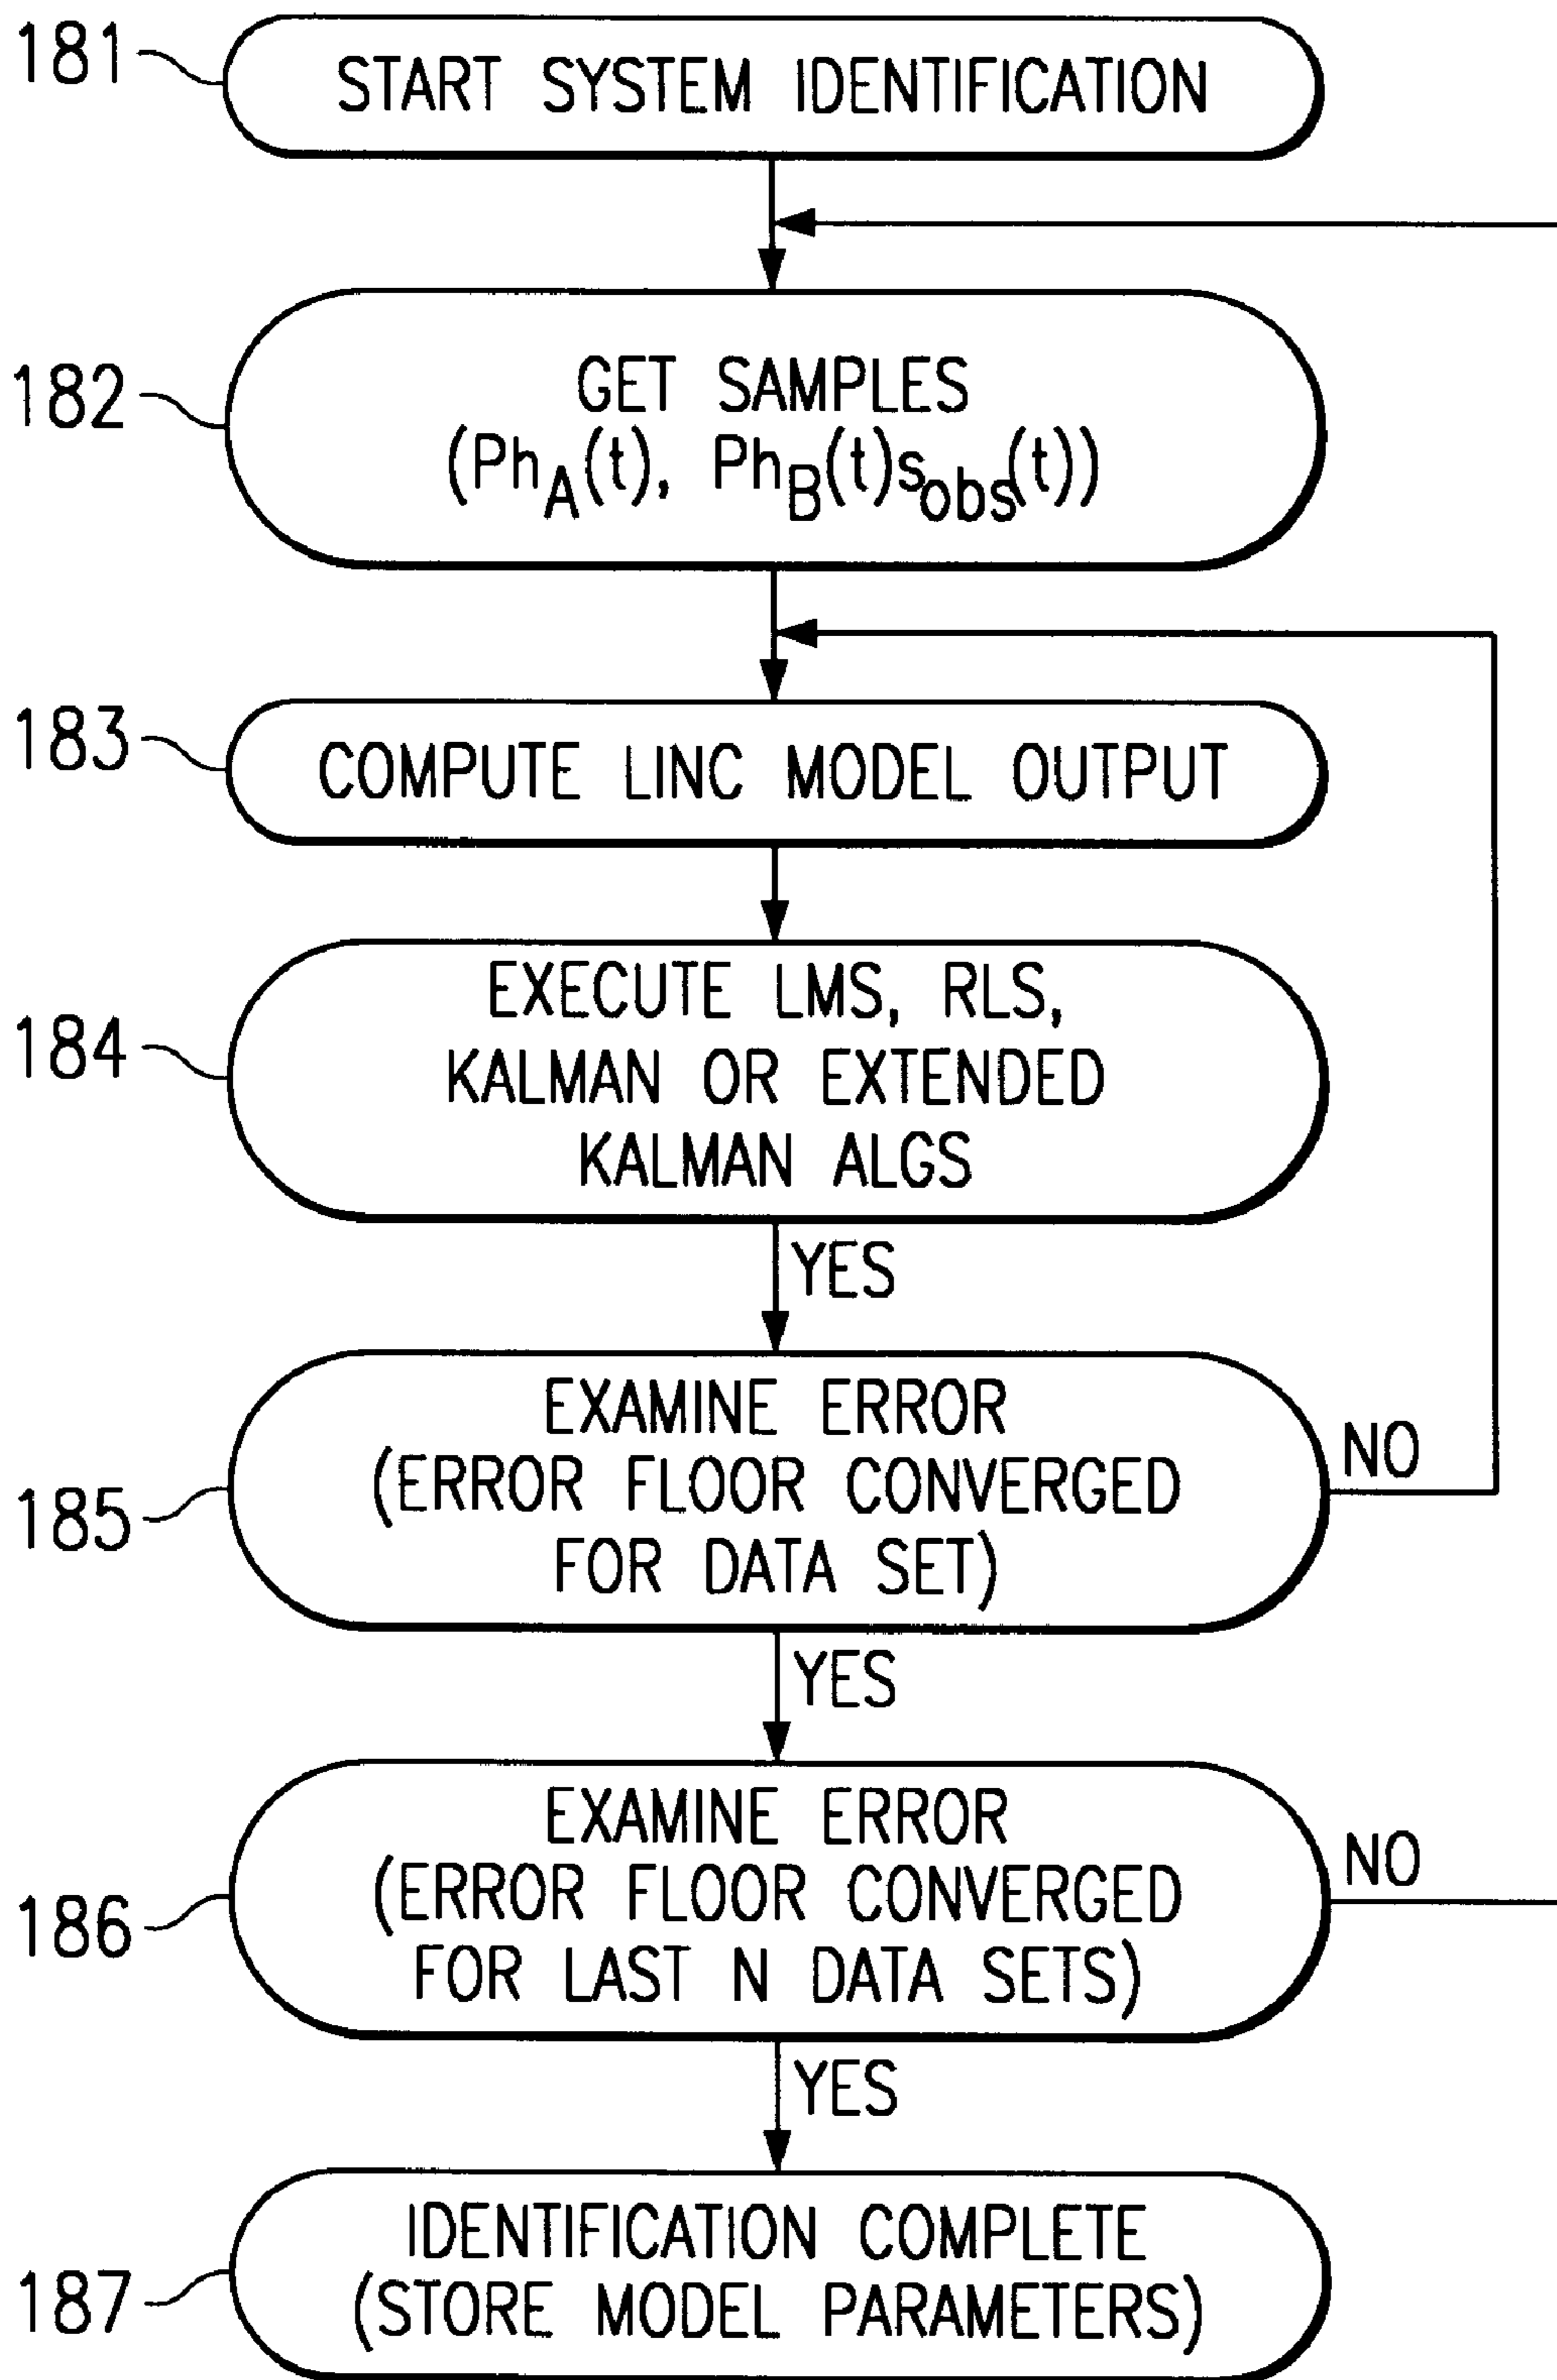 181
START SYSTEM IDENTIFICATION
182
GET SAMPLES
(PhA(t), PhB(t)sobs(t))
183
COMPUTE LINC MODEL OUTPUT
184
EXECUTE LMS, RLS,
KALMAN OR EXTENDED
KALMAN ALGS
YES
185
EXAMINE ERROR
(ERROR FLOOR CONVERGED
FOR DATA SET)
NO
YES
186
EXAMINE ERROR
(ERROR FLOOR CONVERGED
FOR LAST N DATA SETS)
NO
YES
187
IDENTIFICATION COMPLETE
(STORE MODEL PARAMETERS)